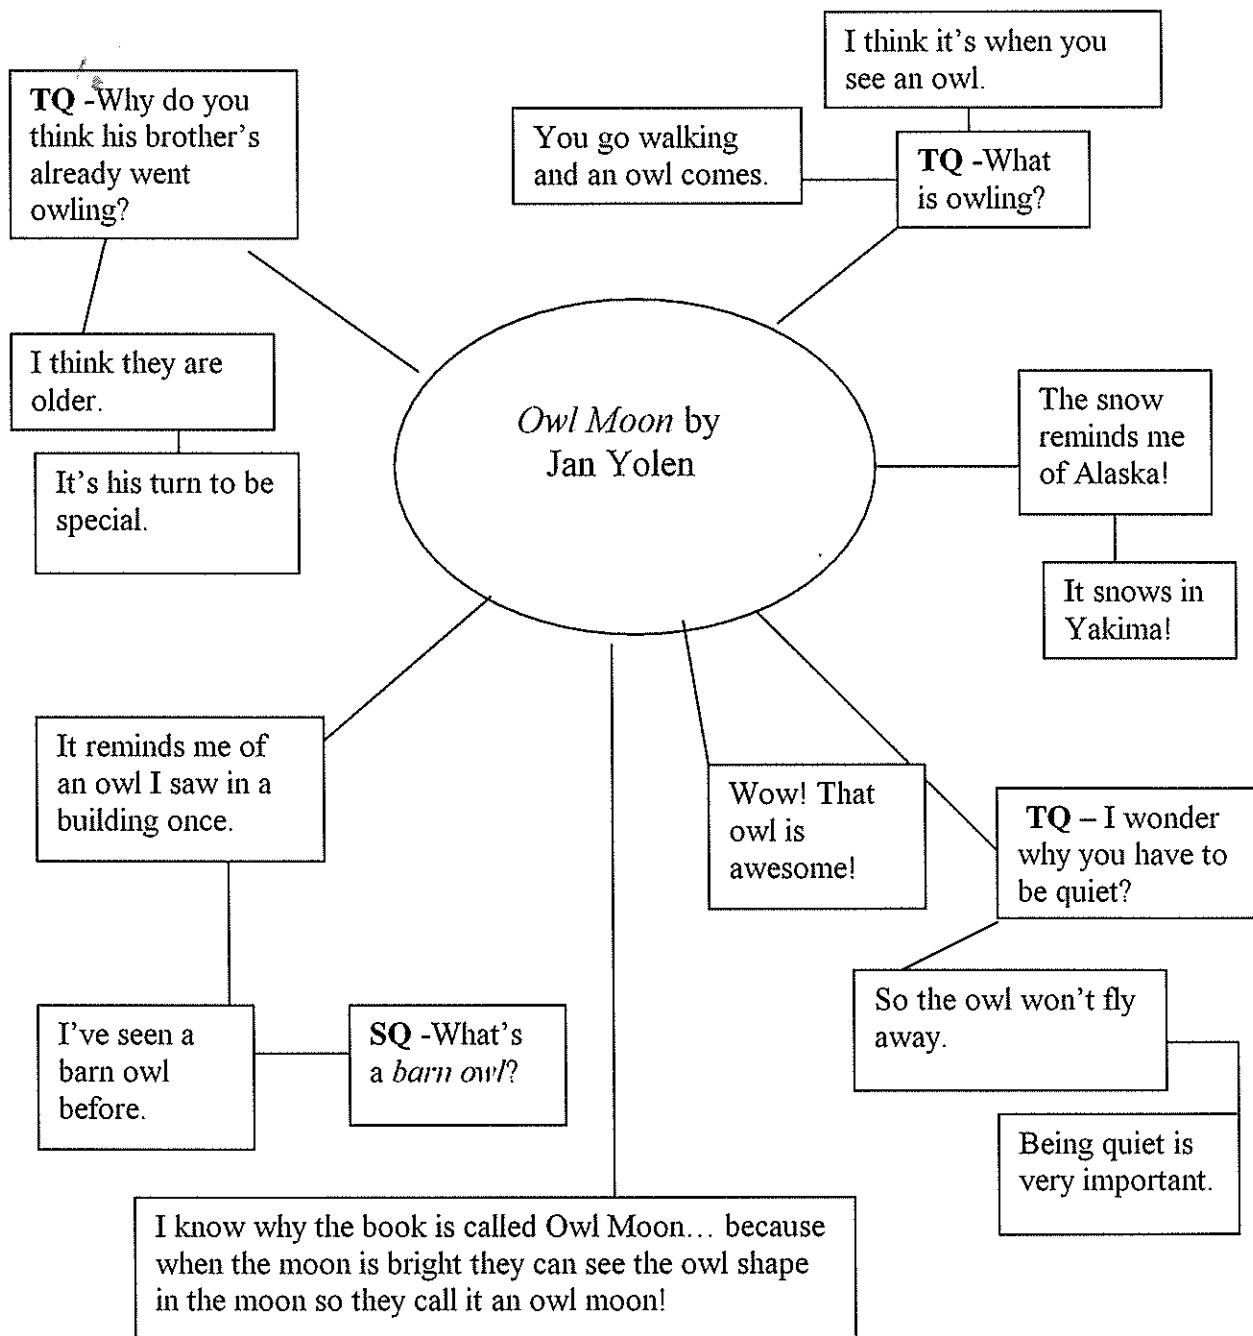 I think it's when you
see an owl.
TQ -Why do you
think his brother's
already went
owling?
You go walking
and an owl comes.
TQ -What
is owling?
I think they are
older.
It's his turn to be
special.
Owl Moon by
Jan Yolen
The snow
reminds me
of Alaska!
It snows in
Yakima!
It reminds me of
an owl I saw in a
building once.
Wow! That
owl is
awesome!
TQ – I wonder
why you have to
be quiet?
I've seen a
barn owl
before.
SQ -What's
a barn owl?
So the owl won't fly
away.
Being quiet is
very important.
I know why the book is called Owl Moon... because
when the moon is bright they can see the owl shape
in the moon so they call it an owl moon!